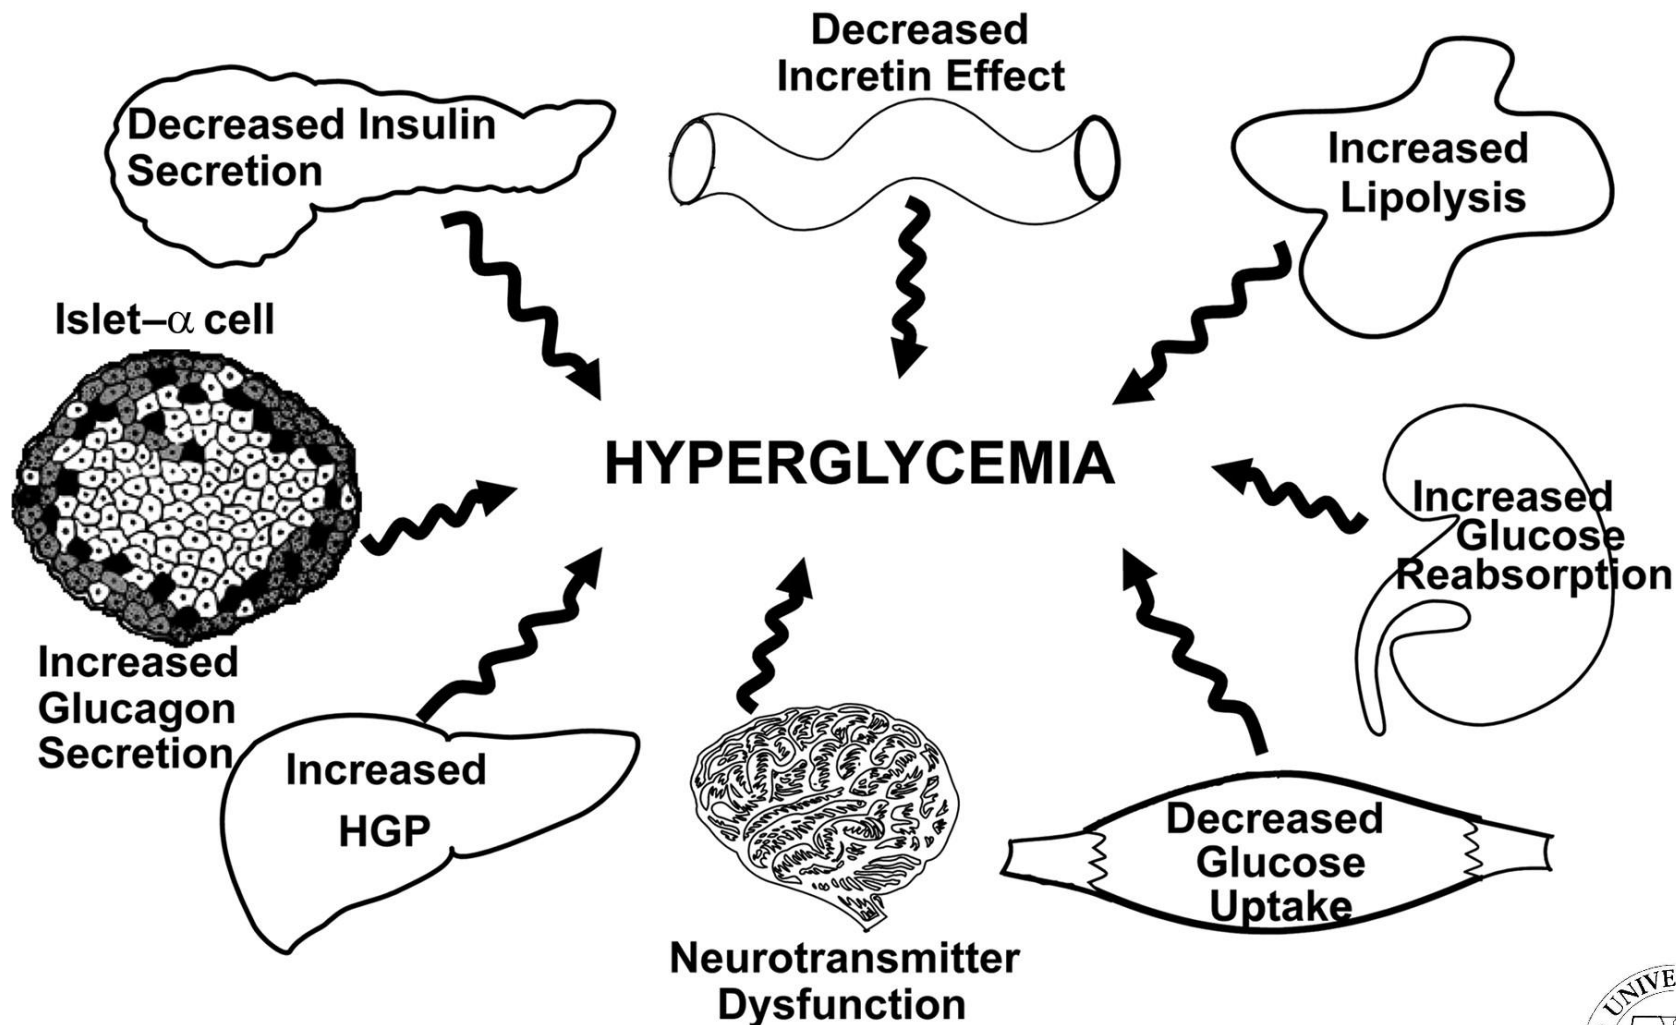 Decreased
Incretin Effect
Decreased Insulin
Secretion
Increased
Lipolysis
Islet–α cell
HYPERGLYCEMIA
Increased
Glucose
Reabsorption
Increased
Glucagon
Secretion
Increased
HGP
Decreased
Glucose
Uptake
Neurotransmitter
Dysfunction